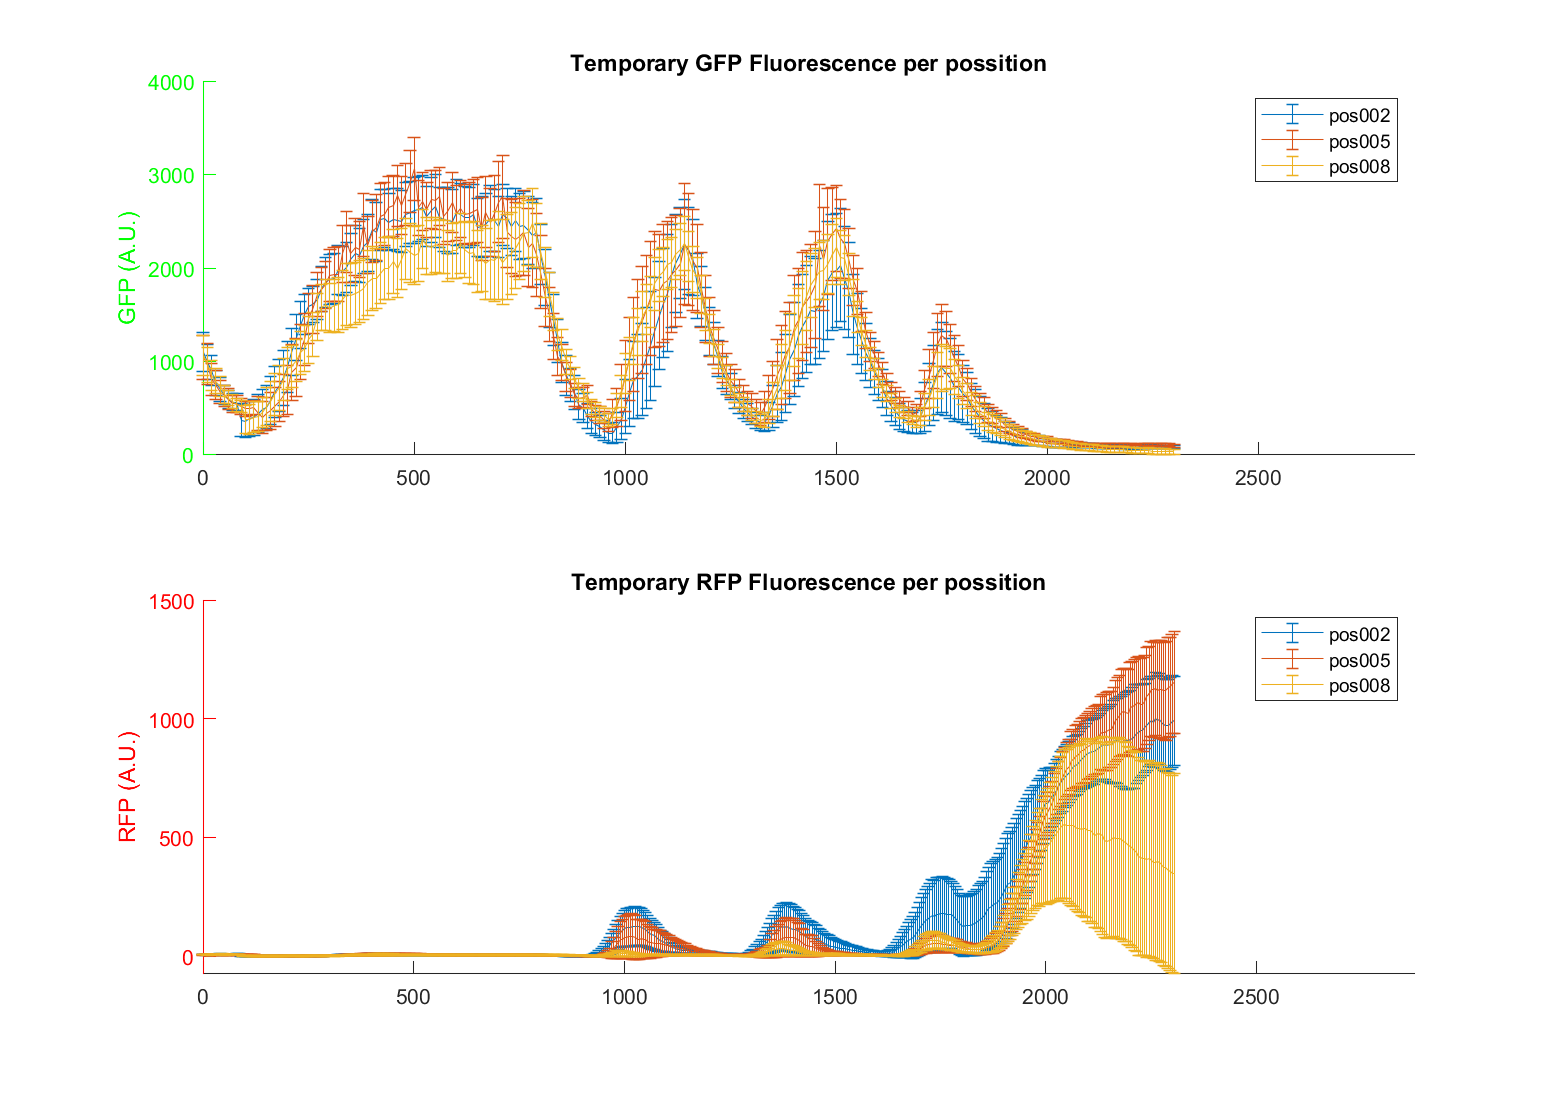 Temporary GFP Fluorescence per possition
GFP (A.U.)
4000
3000
2000
1000
0
0 500 1000 1500 2000 2500
pos002
pos005
pos008
Temporary RFP Fluorescence per possition
RFP (A.U.)
1500
1000
500
0
0 500 1000 1500 2000 2500
pos002
pos005
pos008